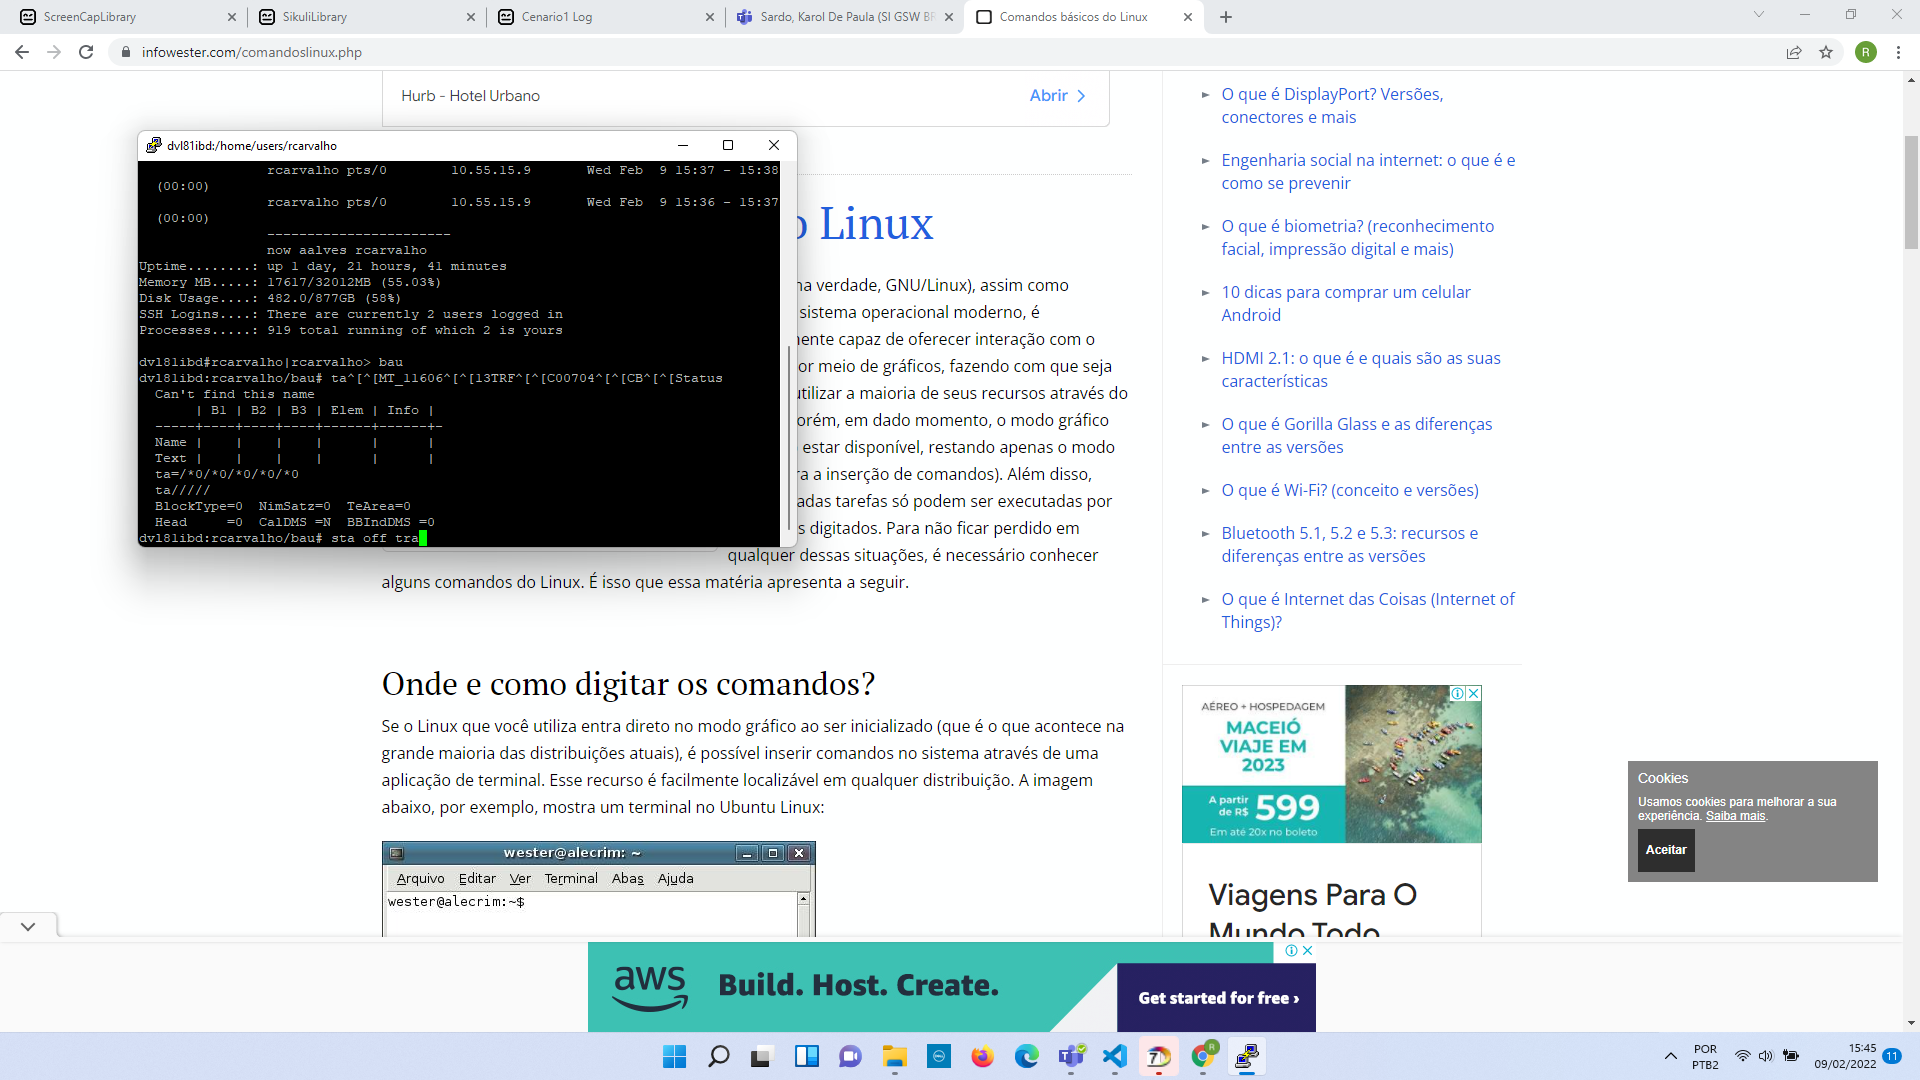 ScreenCapLibrary
SikuliLibrary
Cenario1 Log
Sardo, Karol De Paula (SI GSW BR
Comandos básicos do Linux
infowester.com/comandoslinux.php
R
Hurb - Hotel Urbano
Abrir
dvl81ibd:/home/users/rcarvalho
rcarvalho pts/0 10.55.15.9 Wed Feb 9 15:37 - 15:38
(00:00)
rcarvalho pts/0 10.55.15.9 Wed Feb 9 15:36 - 15:37
(00:00)
-----------------------
now aalves rcarvalho
Uptime........: up 1 day, 21 hours, 41 minutes
Memory MB.....: 17617/32012MB (55.03%)
Disk Usage....: 482.0/877GB (58%)
SSH Logins....: There are currently 2 users logged in
Processes.....: 919 total running of which 2 is yours
dvl81ibd#rcarvalho|rcarvalho> bau
dvl81ibd:rcarvalho/bau# ta^[^[MT_11606^[^[13TRF^[^[C00704^[^[CB^[^[Status
Can't find this name
| B1 | B2 | B3 | Elem | Info |
-----+----+----+----+------+------+-
Name | | | | | |
Text | | | | | |
ta=/*0/*0/*0/*0/*0
ta/////
BlockType=0 NimSatz=0 TeArea=0
Head =0 CalDMS =N BBIndDMS =0
dvl81ibd:rcarvalho/bau# sta off tra
o Linux
na verdade, GNU/Linux), assim como
sistema operacional moderno, é
ente capaz de oferecer interação com o
or meio de gráficos, fazendo com que seja
utilizar a maioria de seus recursos através do
orém, em dado momento, o modo gráfico
estar disponível, restando apenas o modo
ra a inserção de comandos). Além disso,
adas tarefas só podem ser executadas por
s digitados. Para não ficar perdido em
qualquer dessas situações, é necessário conhecer
alguns comandos do Linux. É isso que essa matéria apresenta a seguir.
Onde e como digitar os comandos?
Se o Linux que você utiliza entra direto no modo gráfico ao ser inicializado (que é o que acontece na
grande maioria das distribuições atuais), é possível inserir comandos no sistema através de uma
aplicação de terminal. Esse recurso é facilmente localizável em qualquer distribuição. A imagem
abaixo, por exemplo, mostra um terminal no Ubuntu Linux:
wester@alecrim: ~
Arquivo Editar Ver Terminal Abas Ajuda
wester@alecrim:~$
O que é DisplayPort? Versões,
conectores e mais
Engenharia social na internet: o que é e
como se prevenir
O que é biometria? (reconhecimento
facial, impressão digital e mais)
10 dicas para comprar um celular
Android
HDMI 2.1: o que é e quais são as suas
características
O que é Gorilla Glass e as diferenças
entre as versões
O que é Wi-Fi? (conceito e versões)
Bluetooth 5.1, 5.2 e 5.3: recursos e
diferenças entre as versões
O que é Internet das Coisas (Internet of
Things)?
AÉREO + HOSPEDAGEM
MACEIÓ
VIAJE EM
2023
A partir
de R$ 599
Em até 20x no boleto
Viagens Para O
Mundo Todo
Cookies
Usamos cookies para melhorar a sua
experiência. Saiba mais.
Aceitar
aws
Build. Host. Create.
Get started for free ›
POR
PTB2
15:45
09/02/2022
11